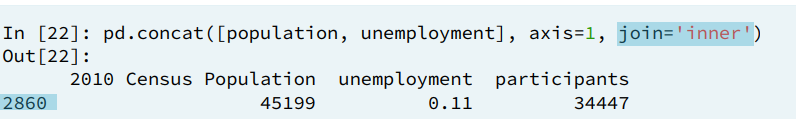 In [22]: pd.concat([population, unemployment], axis=1, join='inner')
Out[22]:
2010 Census Population unemployment participants
2860 45199 0.11 34447